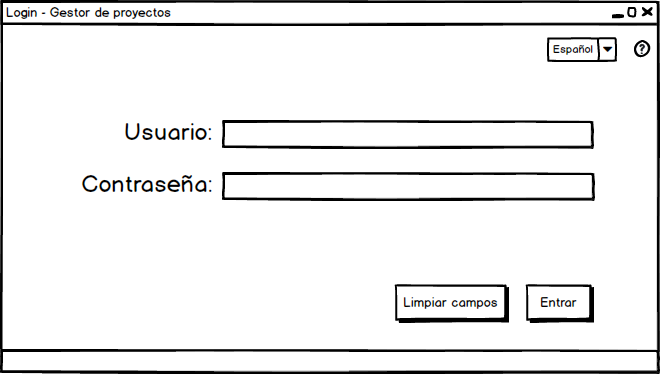 Login - Gestor de proyectos
Español
?
Usuario:
Contraseña:
Limpiar campos
Entrar